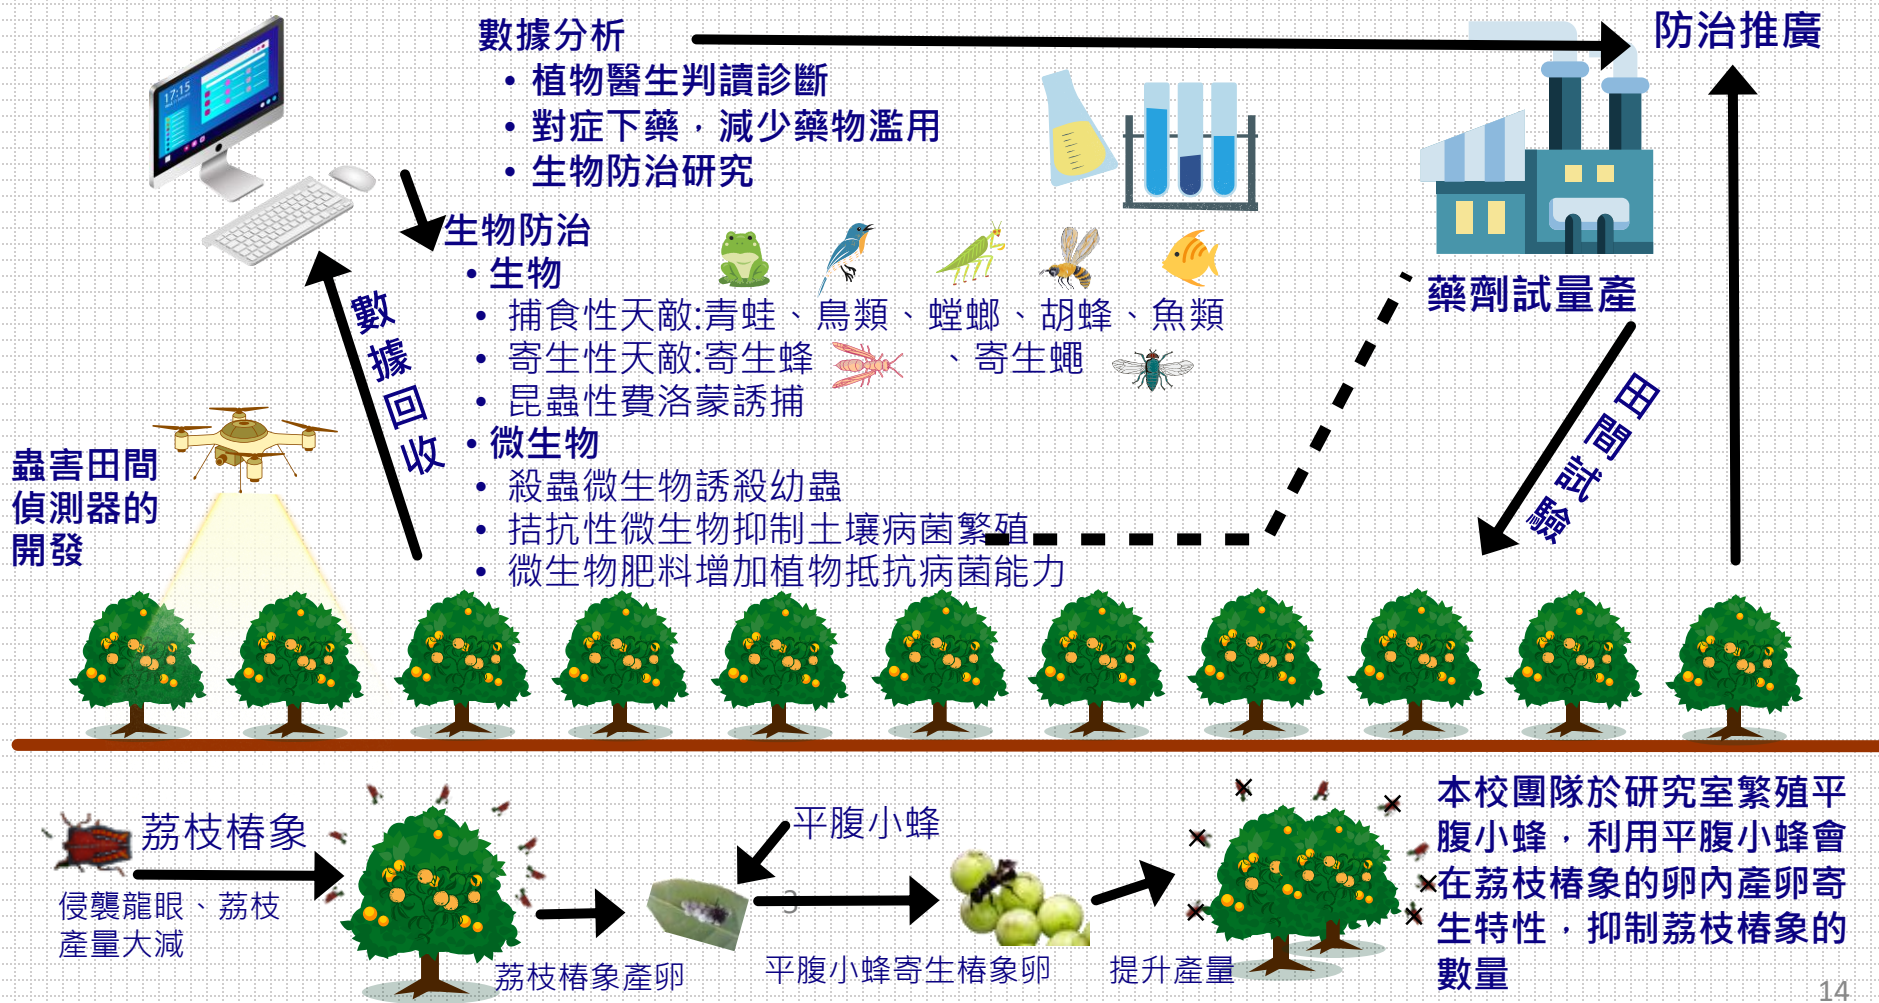 數據分析
• 植物醫生判讀診斷
• 對症下藥，減少藥物濫用
• 生物防治研究
防治推廣
17:15
生物防治
• 生物
• 捕食性天敵:青蛙、鳥類、螳螂、胡蜂、魚類
• 寄生性天敵:寄生蜂、寄生蠅
• 昆蟲性費洛蒙誘捕
• 微生物
• 殺蟲微生物誘殺幼蟲
• 拮抗性微生物抑制土壤病菌繁殖
• 微生物肥料增加植物抵抗病菌能力
數據回收
蟲害田間
偵測器的
開發
藥劑試量產
田間試驗
荔枝椿象
侵襲龍眼、荔枝
產量大減
荔枝椿象產卵
平腹小蜂
3
平腹小蜂寄生椿象卵
提升產量
本校團隊於研究室繁殖平
腹小蜂，利用平腹小蜂會
在荔枝椿象的卵內產卵寄
生特性，抑制荔枝椿象的
數量
14